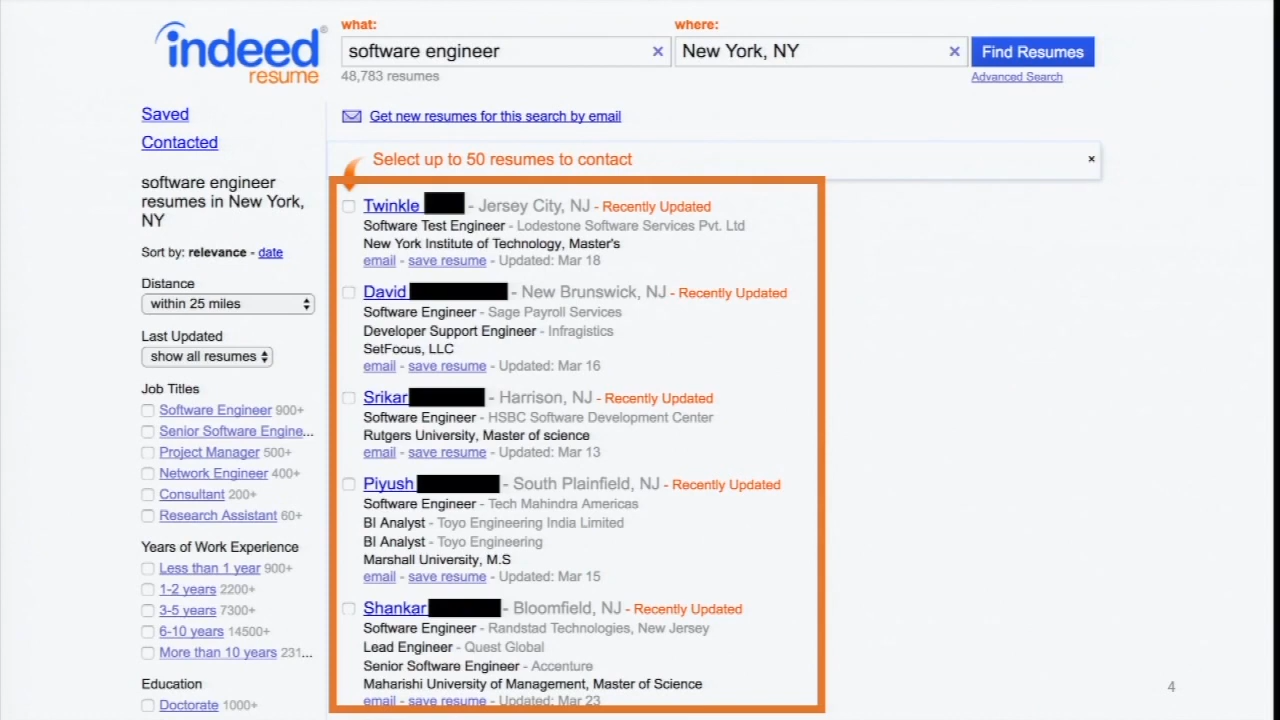 indeed®
resume
what:
where:
software engineer ×
New York, NY ×
Find Resumes
48,783 resumes
Advanced Search
Saved
Contacted
software engineer
resumes in New York,
NY
Sort by: relevance - date
Distance
within 25 miles
Last Updated
show all resumes
Job Titles
Software Engineer 900+
Senior Software Engine...
Project Manager 500+
Network Engineer 400+
Consultant 200+
Research Assistant 60+
Years of Work Experience
Less than 1 year 900+
1-2 years 2200+
3-5 years 7300+
6-10 years 14500+
More than 10 years 231...
Education
Doctorate 1000+
Get new resumes for this search by email
Select up to 50 resumes to contact ×
Twinkle - Jersey City, NJ - Recently Updated
Software Test Engineer - Lodestone Software Services Pvt. Ltd
New York Institute of Technology, Master's
email - save resume - Updated: Mar 18
David - New Brunswick, NJ - Recently Updated
Software Engineer - Sage Payroll Services
Developer Support Engineer - Infragistics
SetFocus, LLC
email - save resume - Updated: Mar 16
Srikar - Harrison, NJ - Recently Updated
Software Engineer - HSBC Software Development Center
Rutgers University, Master of science
email - save resume - Updated: Mar 13
Piyush - South Plainfield, NJ - Recently Updated
Software Engineer - Tech Mahindra Americas
BI Analyst - Toyo Engineering India Limited
BI Analyst - Toyo Engineering
Marshall University, M.S
email - save resume - Updated: Mar 15
Shankar - Bloomfield, NJ - Recently Updated
Software Engineer - Randstad Technologies, New Jersey
Lead Engineer - Quest Global
Senior Software Engineer - Accenture
Maharishi University of Management, Master of Science
email - save resume - Updated: Mar 23
4